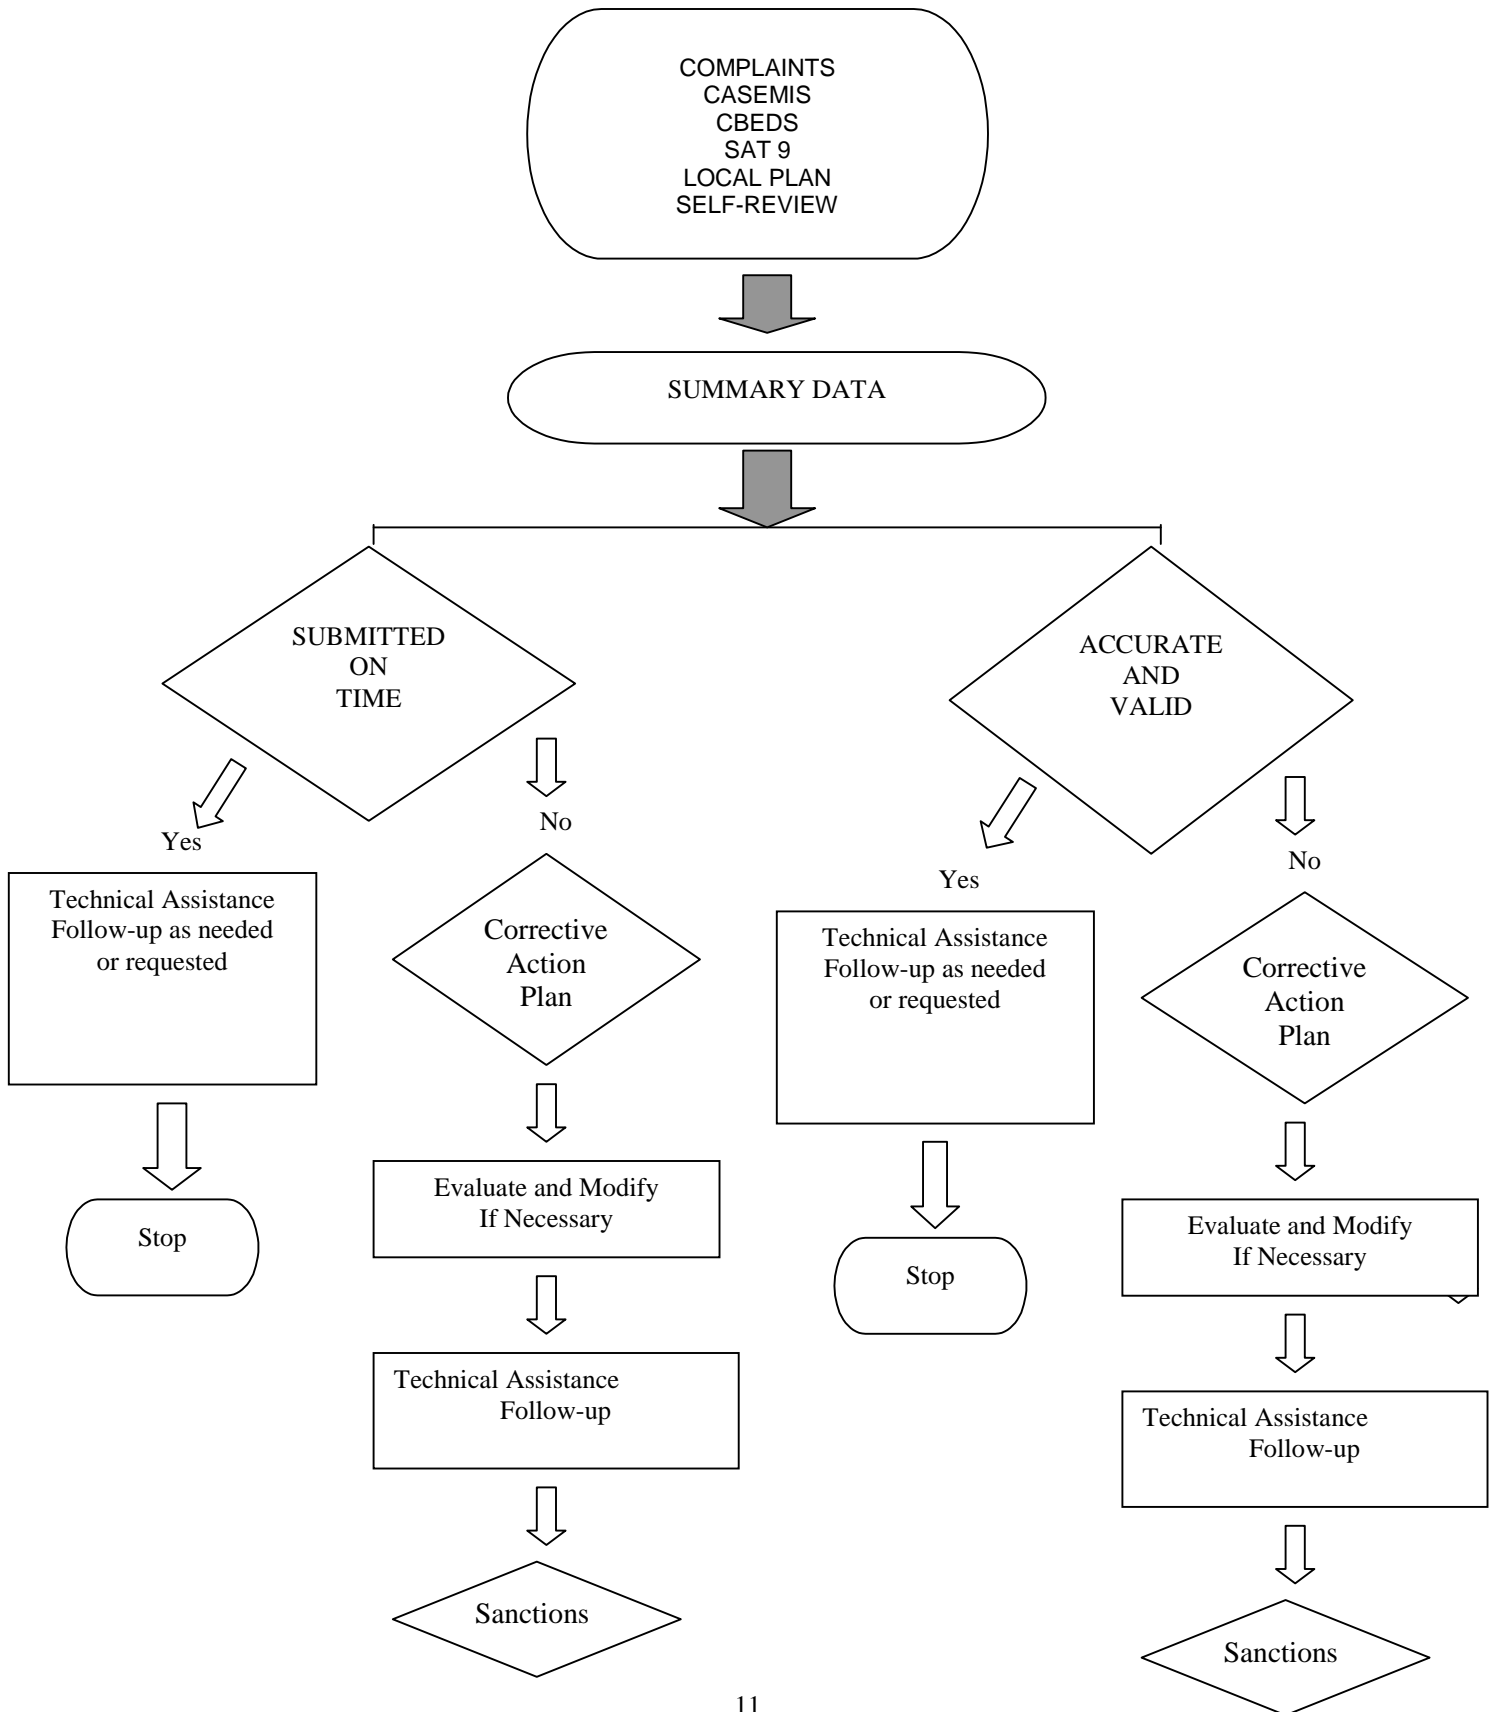 COMPLAINTS
CASEMIS
CBEDS
SAT 9
LOCAL PLAN
SELF-REVIEW
SUMMARY DATA
SUBMITTED
ON
TIME
Yes
No
Technical Assistance
Follow-up as needed
or requested
Stop
Corrective
Action
Plan
Evaluate and Modify
If Necessary
Technical Assistance
Follow-up
Sanctions
ACCURATE
AND
VALID
Yes
No
Technical Assistance
Follow-up as needed
or requested
Stop
Corrective
Action
Plan
Evaluate and Modify
If Necessary
Technical Assistance
Follow-up
Sanctions
11